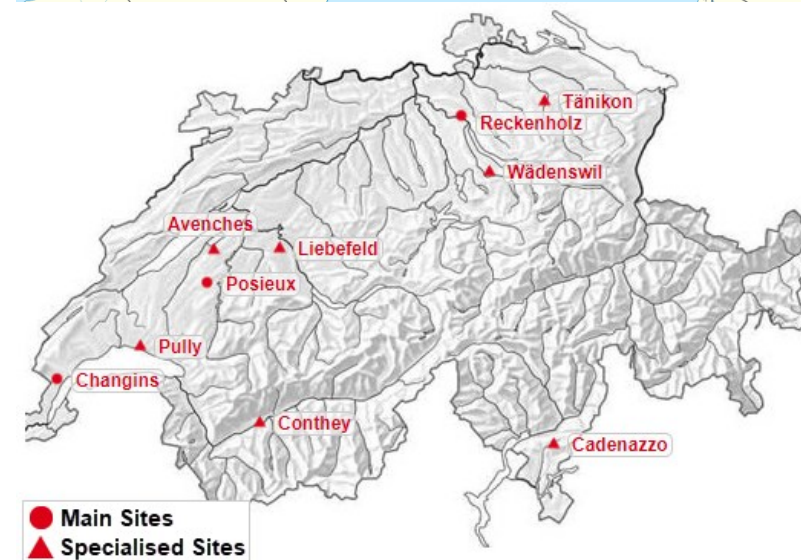 Tänikon
Reckenholz
Wädenswil
Avenches
Liebefeld
Posieux
Pully
Changins
Conthey
Cadenazzo
Main Sites
Specialised Sites